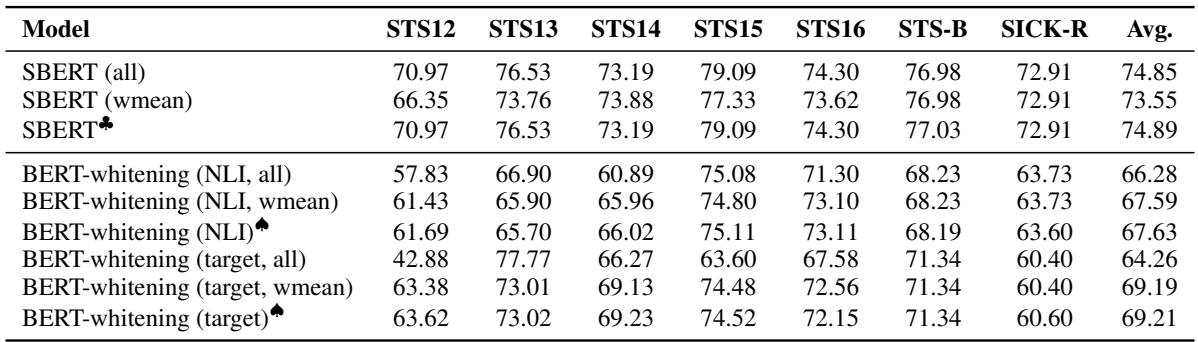 Model STS12 STS13 STS14 STS15 STS16 STS-B SICK-R Avg.
SBERT (all) 70.97 76.53 73.19 79.09 74.30 76.98 72.91 74.85
SBERT (wmean) 66.35 73.76 73.88 77.33 73.62 76.98 72.91 73.55
SBERT♣ 70.97 76.53 73.19 79.09 74.30 77.03 72.91 74.89
BERT-whitening (NLI, all) 57.83 66.90 60.89 75.08 71.30 68.23 63.73 66.28
BERT-whitening (NLI, wmean) 61.43 65.90 65.96 74.80 73.10 68.23 63.73 67.59
BERT-whitening (NLI)♠ 61.69 65.70 66.02 75.11 73.11 68.19 63.60 67.63
BERT-whitening (target, all) 42.88 77.77 66.27 63.60 67.58 71.34 60.40 64.26
BERT-whitening (target, wmean) 63.38 73.01 69.13 74.48 72.56 71.34 60.40 69.19
BERT-whitening (target)♠ 63.62 73.02 69.23 74.52 72.15 71.34 60.60 69.21